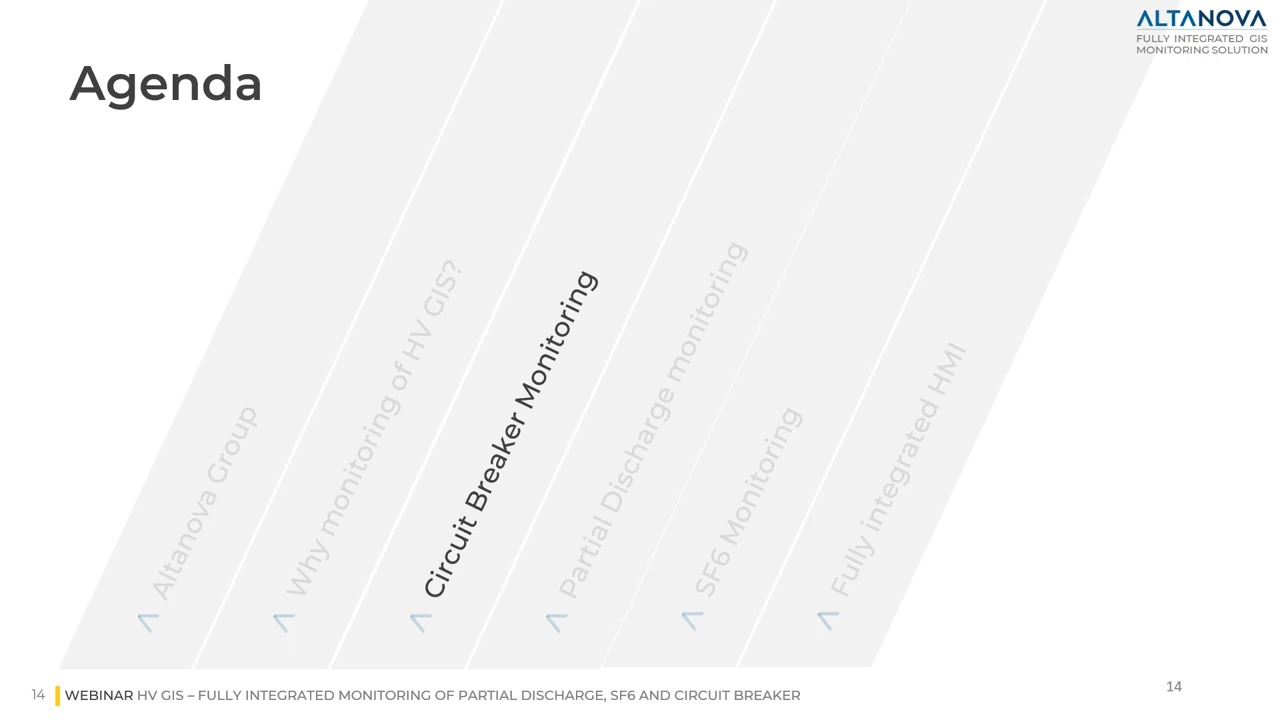 ALTANOVA
FULLY INTEGRATED GIS
MONITORING SOLUTION
Agenda
Altanova Group
Why monitoring of HV GIS?
Circuit Breaker Monitoring
Partial Discharge monitoring
SF6 Monitoring
Fully integrated HMI
14
WEBINAR HV GIS – FULLY INTEGRATED MONITORING OF PARTIAL DISCHARGE, SF6 AND CIRCUIT BREAKER
14